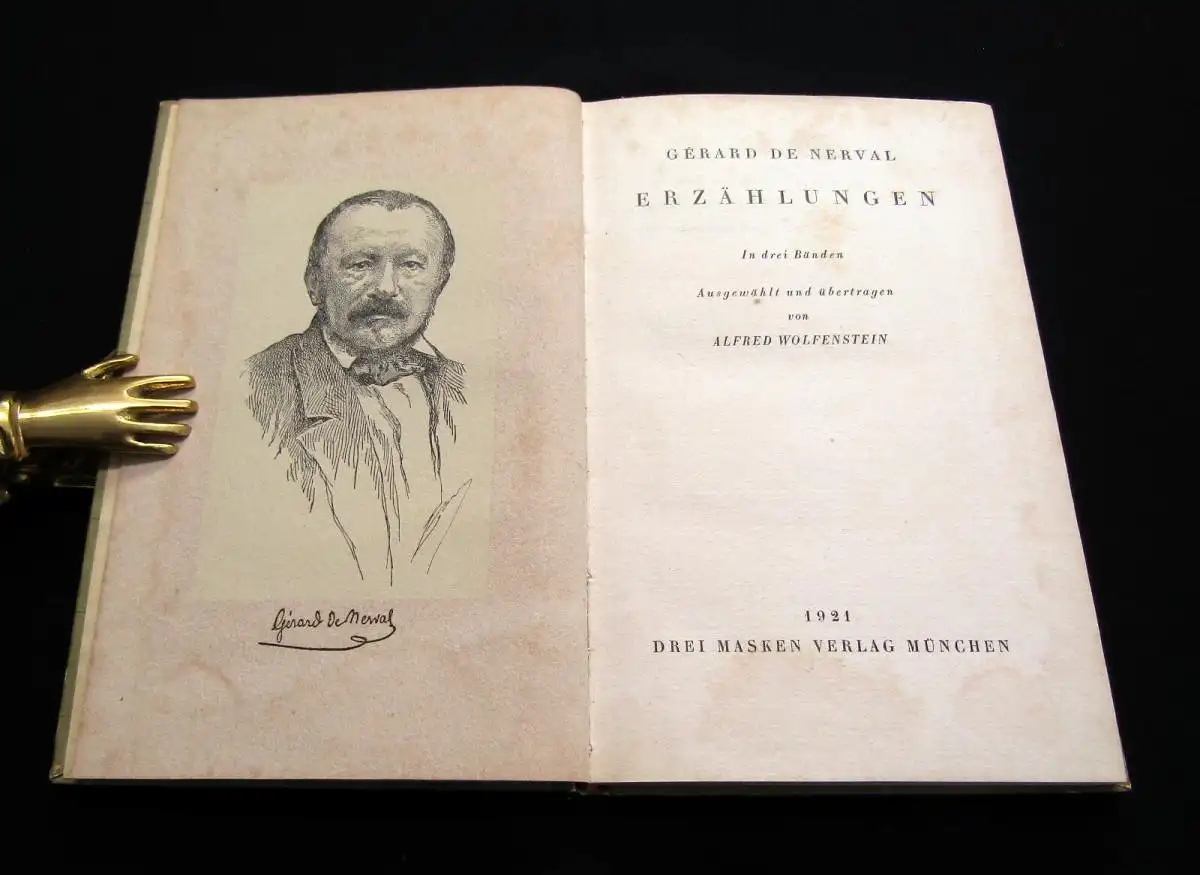 Gérard De Nerval
GÉRARD DE NERVAL
ERZÄHLUNGEN
In drei Bänden
Ausgewählt und übertragen
von
ALFRED WOLFENSTEIN
1921
DREI MASKEN VERLAG MÜNCHEN